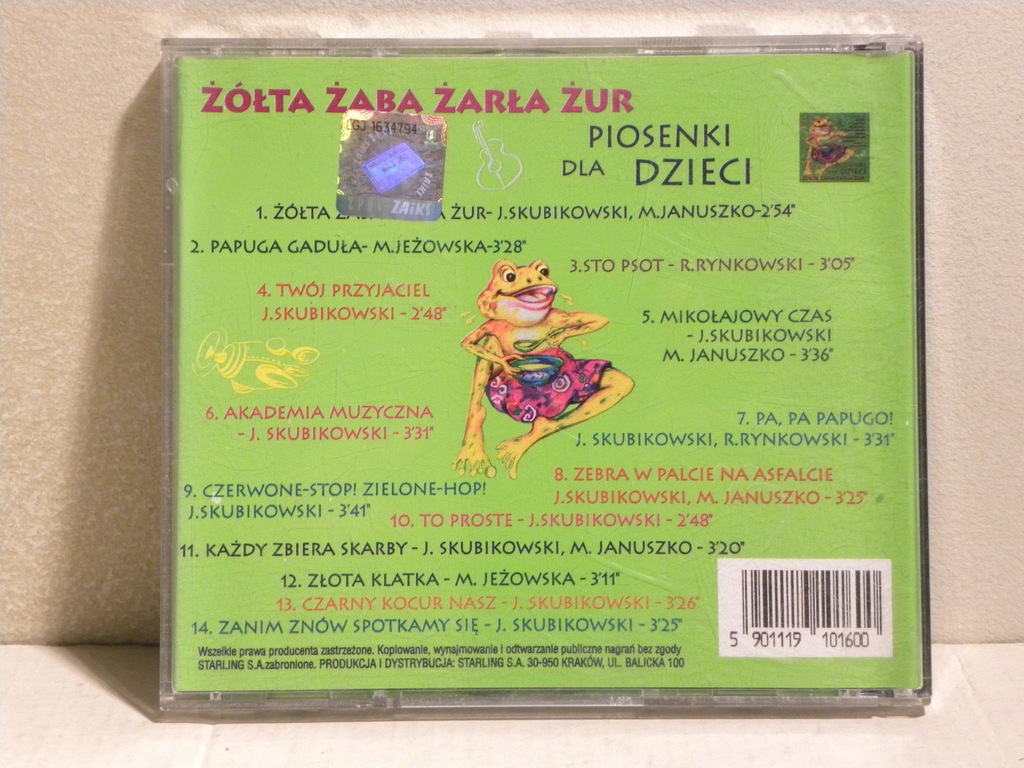 ŻÓŁTA ŻABA ŻARŁA ŻUR
LGJ 1634794
ZAiKS
PIOSENKI
DLA DZIECI
1. ŻÓŁTA ŻUR- J.SKUBIKOWSKI, M.JANUSZKO-2'54"
2. PAPUGA GADUŁA- M.JEŻOWSKA-3'28"
3.STO PSOT - R.RYNKOWSKI - 3'05"
4. TWÓJ PRZYJACIEL
J.SKUBIKOWSKI - 2'48"
5. MIKOŁAJOWY CZAS
- J.SKUBIKOWSKI
M. JANUSZKO - 3'36"
6. AKADEMIA MUZYCZNA
- J. SKUBIKOWSKI - 3'31"
7. PA, PA PAPUGO!
J. SKUBIKOWSKI, R.RYNKOWSKI - 3'31"
8. ZEBRA W PALCIE NA ASFALCIE
J.SKUBIKOWSKI, M. JANUSZKO - 3'25"
9. CZERWONE-STOP! ZIELONE-HOP!
J.SKUBIKOWSKI - 3'41"
10. TO PROSTE - J.SKUBIKOWSKI - 2'48"
11. KAŻDY ZBIERA SKARBY - J. SKUBIKOWSKI, M. JANUSZKO - 3'20"
12. ZŁOTA KLATKA - M. JEŻOWSKA - 3'11"
13. CZARNY KOCUR NASZ - J. SKUBIKOWSKI - 3'26"
14. ZANIM ZNÓW SPOTKAMY SIĘ - J. SKUBIKOWSKI - 3'25"
Wszelkie prawa producenta zastrzeżone. Kopiowanie, wynajmowanie i odtwarzanie publiczne nagrań bez zgody
STARLING S.A.zabronione. PRODUKCJA I DYSTRYBUCJA: STARLING S.A. 30-950 KRAKÓW, UL. BALICKA 100
5 901119 101600